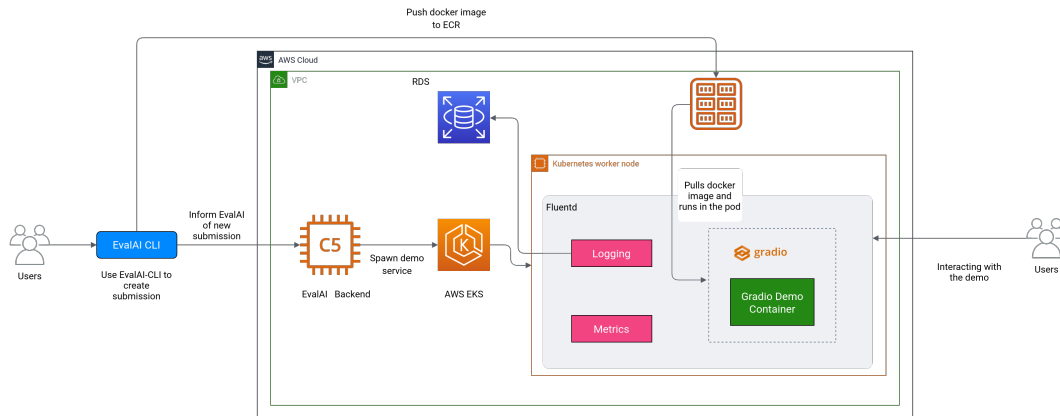 Push docker image
to ECR
aws
AWS Cloud
VPC
RDS
Kubernetes worker node
Pulls docker
image and
runs in the pod
Fluentd
Inform EvalAI
of new
submission
EvalAI CLI
C5
K
Logging
gradio
Users
Use EvalAI-CLI to
create
submission
Spawn demo
service
EvalAI Backend
AWS EKS
Gradio Demo
Container
Metrics
Interacting with
the demo
Users